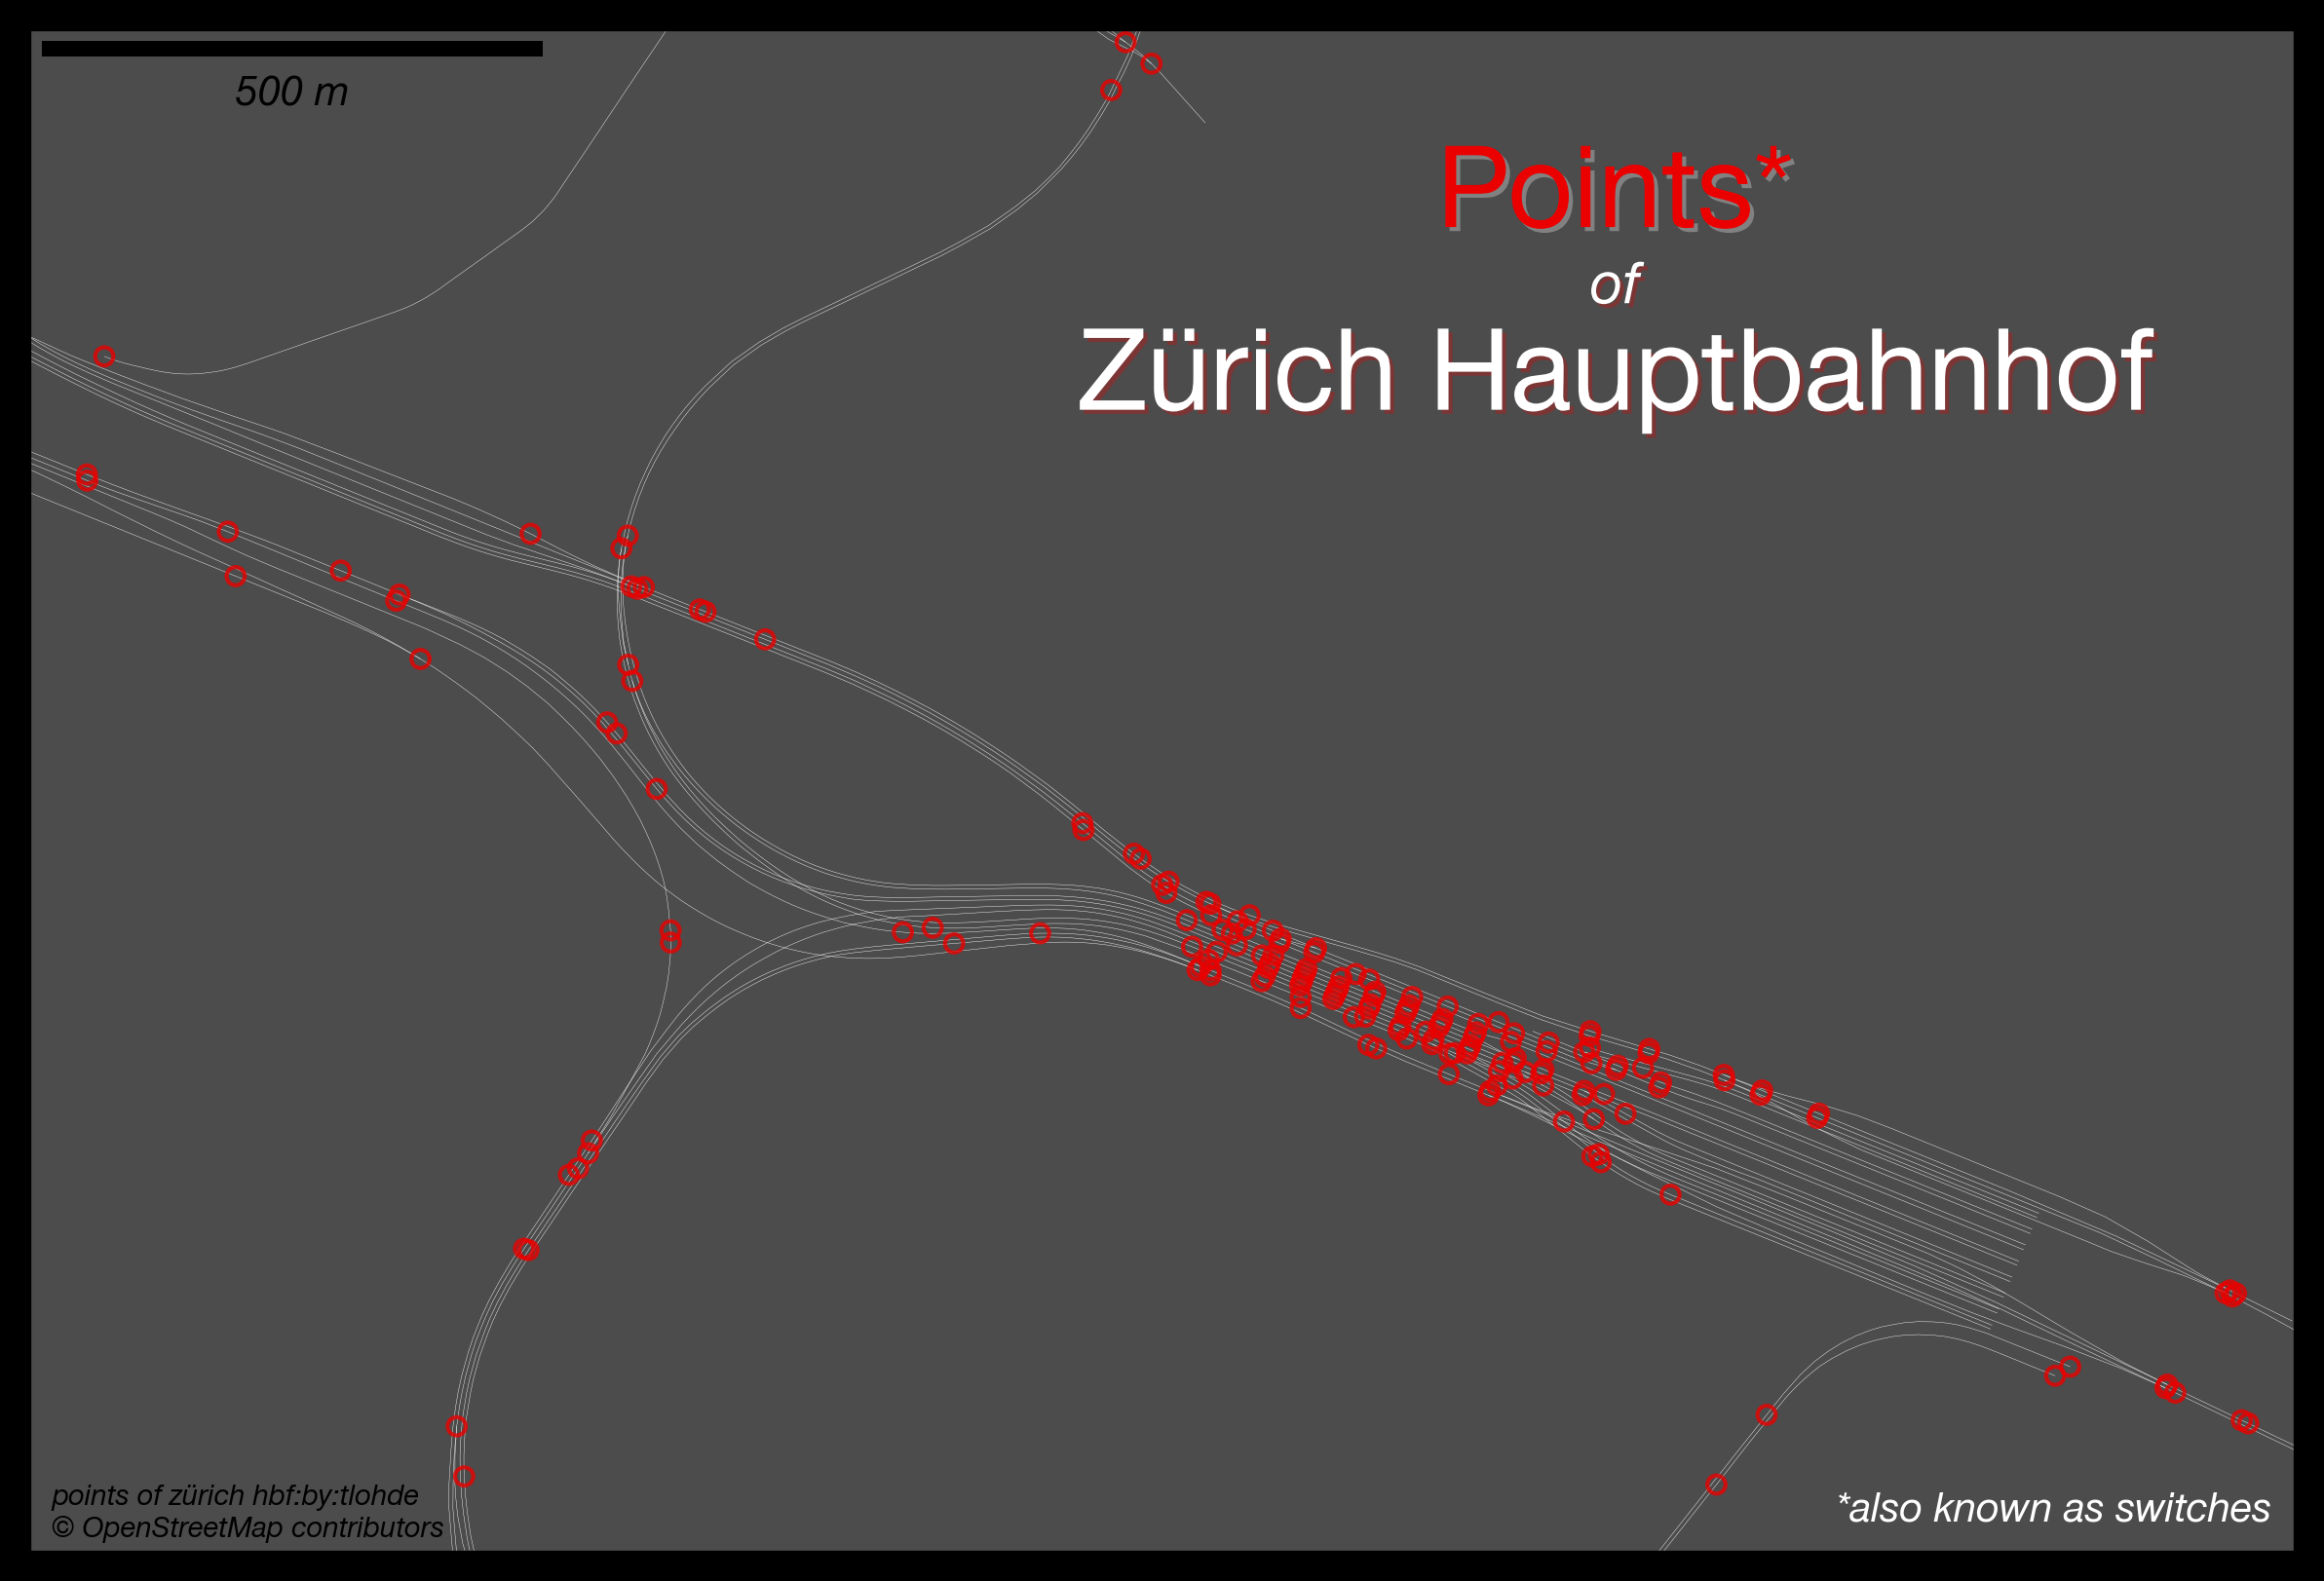 500 m
Points*
of
Zürich Hauptbahnhof
points of zürich hbf:by:tlohde
© OpenStreetMap contributors
*also known as switches